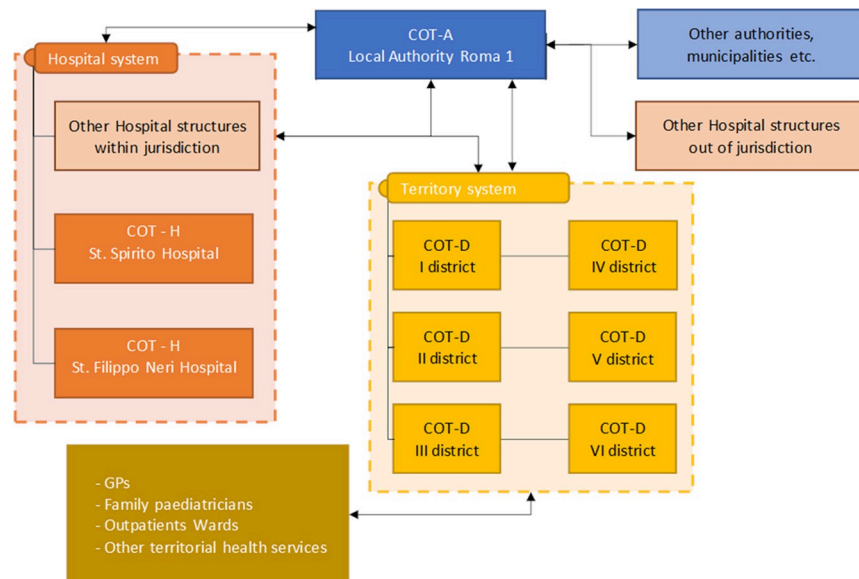 COT-A
Local Authority Roma 1
Other authorities,
municipalities etc.
Hospital system
Other Hospital structures
within jurisdiction
Other Hospital structures
out of jurisdiction
Territory system
COT - H
St. Spirito Hospital
COT-D
I district
COT-D
IV district
COT - H
St. Filippo Neri Hospital
COT-D
II district
COT-D
V district
COT-D
III district
COT-D
VI district
- GPs
- Family paediatricians
- Outpatients Wards
- Other territorial health services